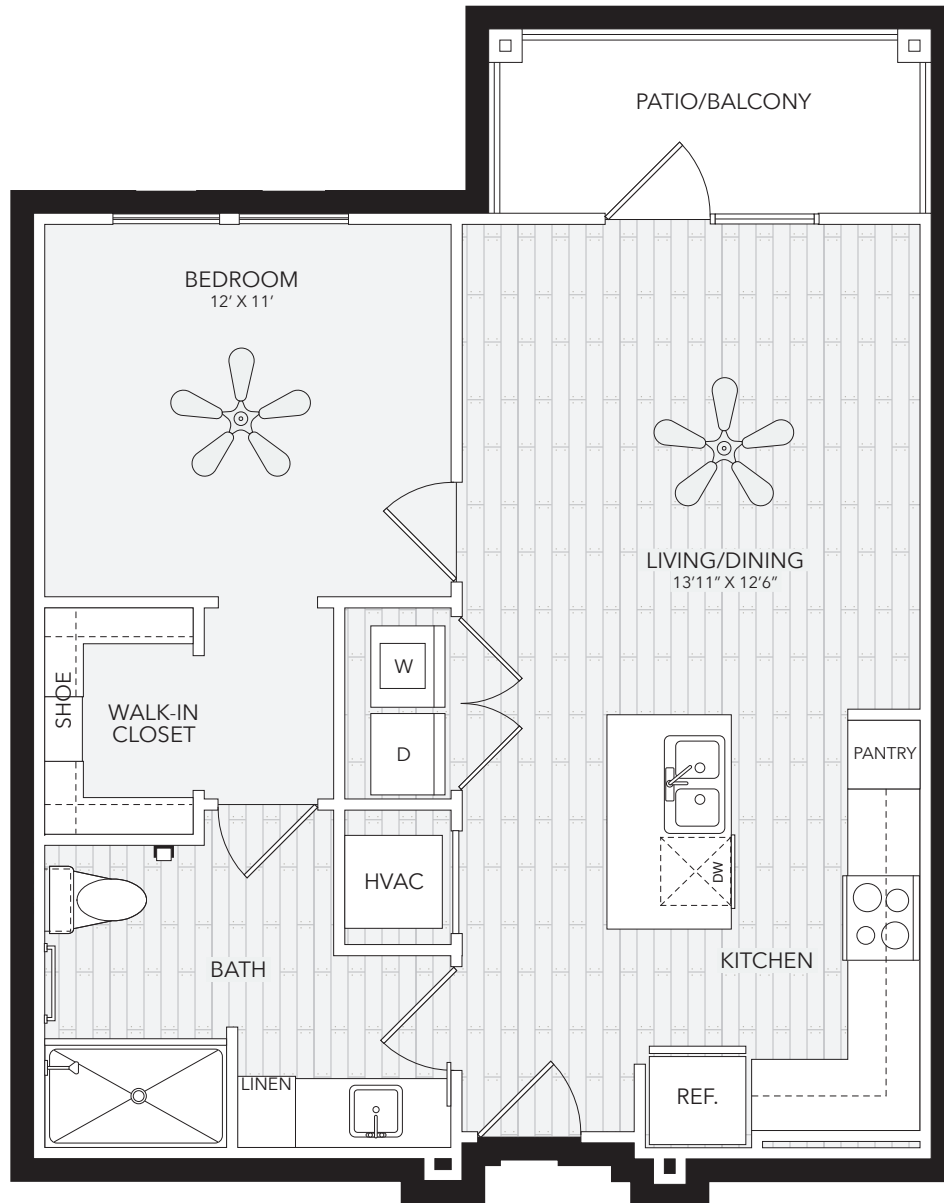 PATIO/BALCONY
BEDROOM
12' X 11'
LIVING/DINING
13'11" X 12'6"
W
SHOE
WALK-IN
CLOSET
D
PANTRY
DW
HVAC
KITCHEN
BATH
LINEN
REF.